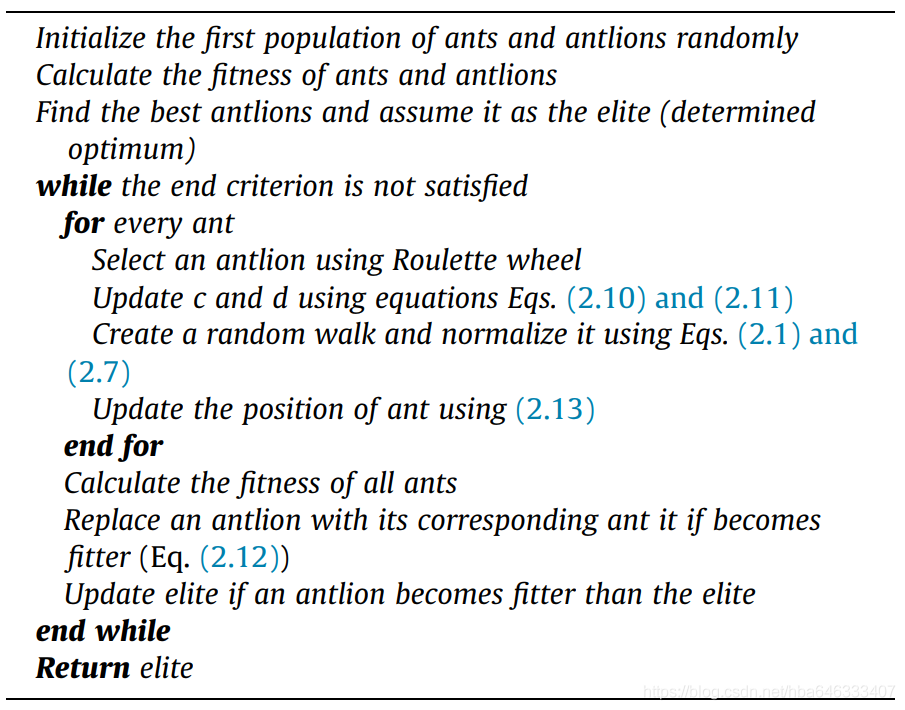 Initialize the first population of ants and antlions randomly
Calculate the fitness of ants and antlions
Find the best antlions and assume it as the elite (determined
optimum)
while the end criterion is not satisfied
for every ant
Select an antlion using Roulette wheel
Update c and d using equations Eqs. (2.10) and (2.11)
Create a random walk and normalize it using Eqs. (2.1) and
(2.7)
Update the position of ant using (2.13)
end for
Calculate the fitness of all ants
Replace an antlion with its corresponding ant it if becomes
fitter (Eq. (2.12))
Update elite if an antlion becomes fitter than the elite
end while
Return elite
https://blog.csdn.net/hba646333407